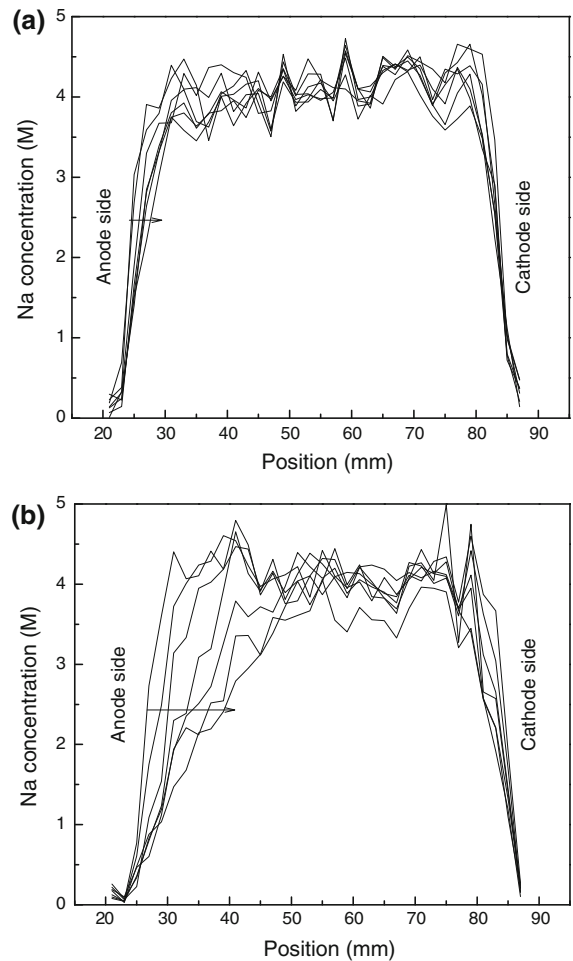 (a)
5
4
3
2
1
0
Na concentration (M)
Anode side
Cathode side
20 30 40 50 60 70 80 90
Position (mm)
(b)
5
4
3
2
1
0
Na concentration (M)
Anode side
Cathode side
20 30 40 50 60 70 80 90
Position (mm)